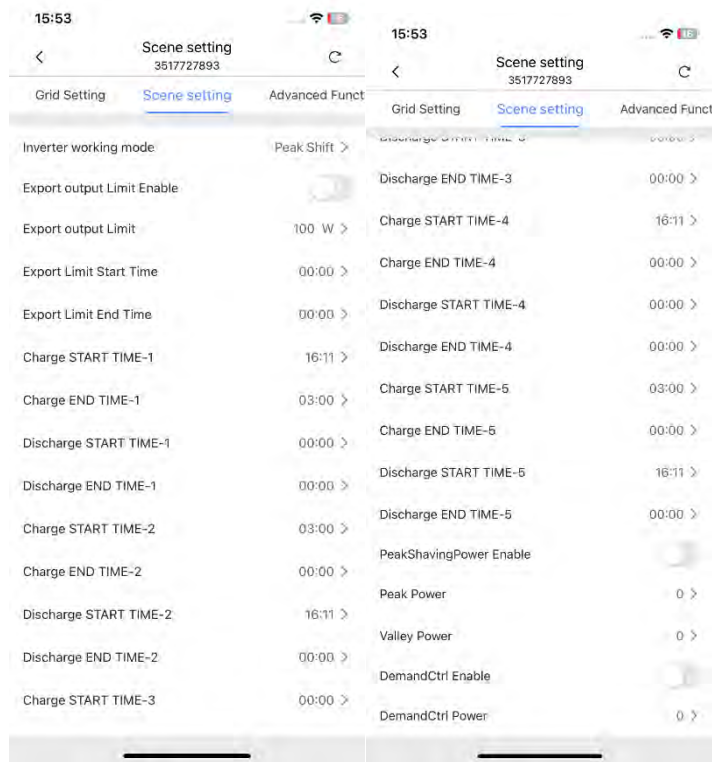 15:53
Scene setting
3517727893
Grid Setting Scene setting Advanced Funct
Inverter working mode Peak Shift >
Export output Limit Enable
Export output Limit 100 W >
Export Limit Start Time 00:00 >
Export Limit End Time 00:00 >
Charge START TIME-1 16:11 >
Charge END TIME-1 03:00 >
Discharge START TIME-1 00:00 >
Discharge END TIME-1 00:00 >
Charge START TIME-2 03:00 >
Charge END TIME-2 00:00 >
Discharge START TIME-2 16:11 >
Discharge END TIME-2 00:00 >
Charge START TIME-3 00:00 >
15:53
16
Scene setting
3517727893
Grid Setting Scene setting Advanced Funct
Discharge END TIME-3 00:00 >
Charge START TIME-4 16:11 >
Charge END TIME-4 00:00 >
Discharge START TIME-4 00:00 >
Discharge END TIME-4 00:00 >
Charge START TIME-5 03:00 >
Charge END TIME-5 00:00 >
Discharge START TIME-5 16:11 >
Discharge END TIME-5 00:00 >
PeakShavingPower Enable
Peak Power 0 >
Valley Power 0 >
DemandCtrl Enable
DemandCtrl Power 0 >